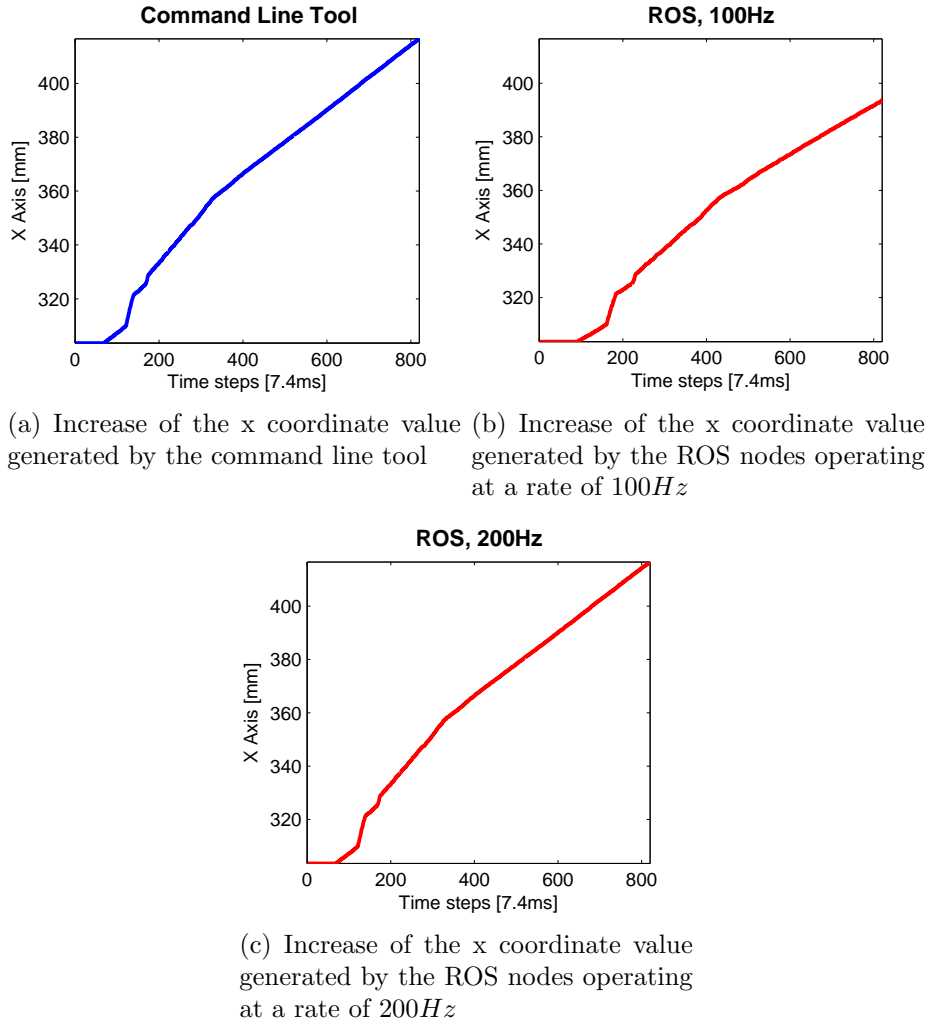 Command Line Tool
400
380
360
340
320
X Axis [mm]
0 200 400 600 800
Time steps [7.4ms]
(a) Increase of the x coordinate value
generated by the command line tool
ROS, 100Hz
400
380
360
340
320
X Axis [mm]
0 200 400 600 800
Time steps [7.4ms]
(b) Increase of the x coordinate value
generated by the ROS nodes operating
at a rate of 100Hz
ROS, 200Hz
400
380
360
340
320
X Axis [mm]
0 200 400 600 800
Time steps [7.4ms]
(c) Increase of the x coordinate value
generated by the ROS nodes operating
at a rate of 200Hz